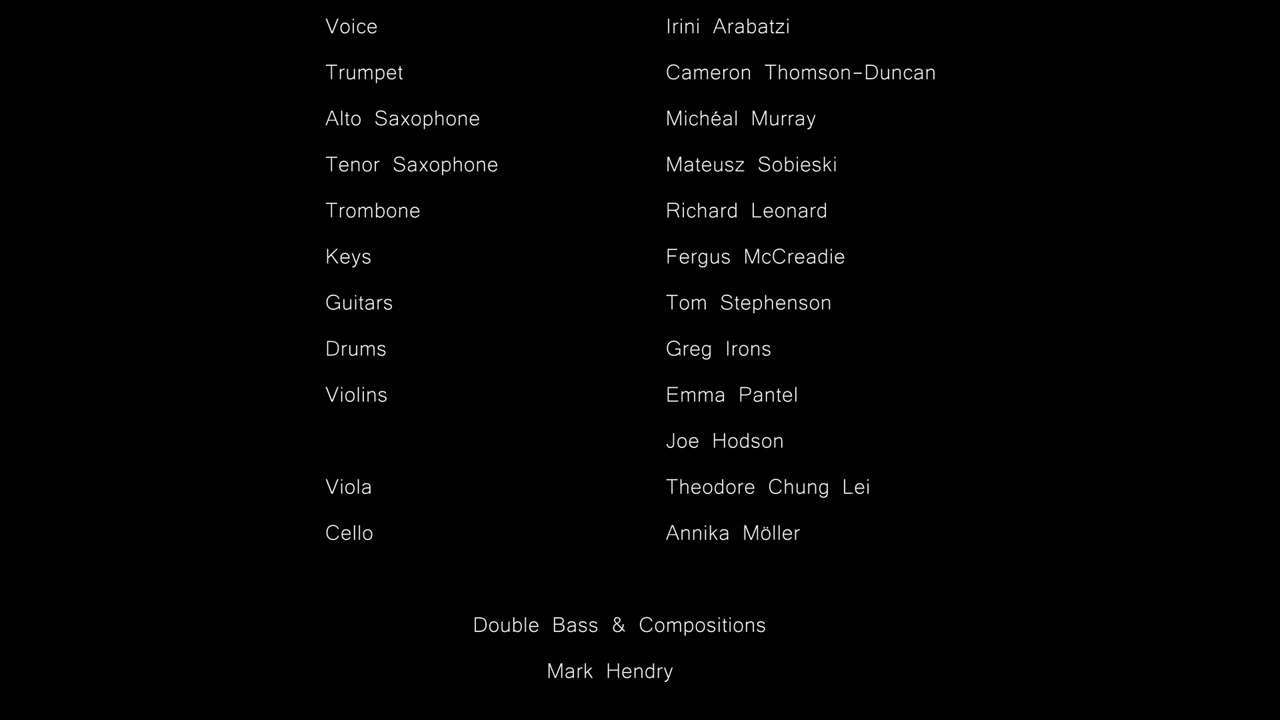 Voice Irini Arabatzi
Trumpet Cameron Thomson-Duncan
Alto Saxophone Michéal Murray
Tenor Saxophone Mateusz Sobieski
Trombone Richard Leonard
Keys Fergus McCreadie
Guitars Tom Stephenson
Drums Greg Irons
Violins Emma Pantel
Joe Hodson
Viola Theodore Chung Lei
Cello Annika Möller
Double Bass & Compositions
Mark Hendry